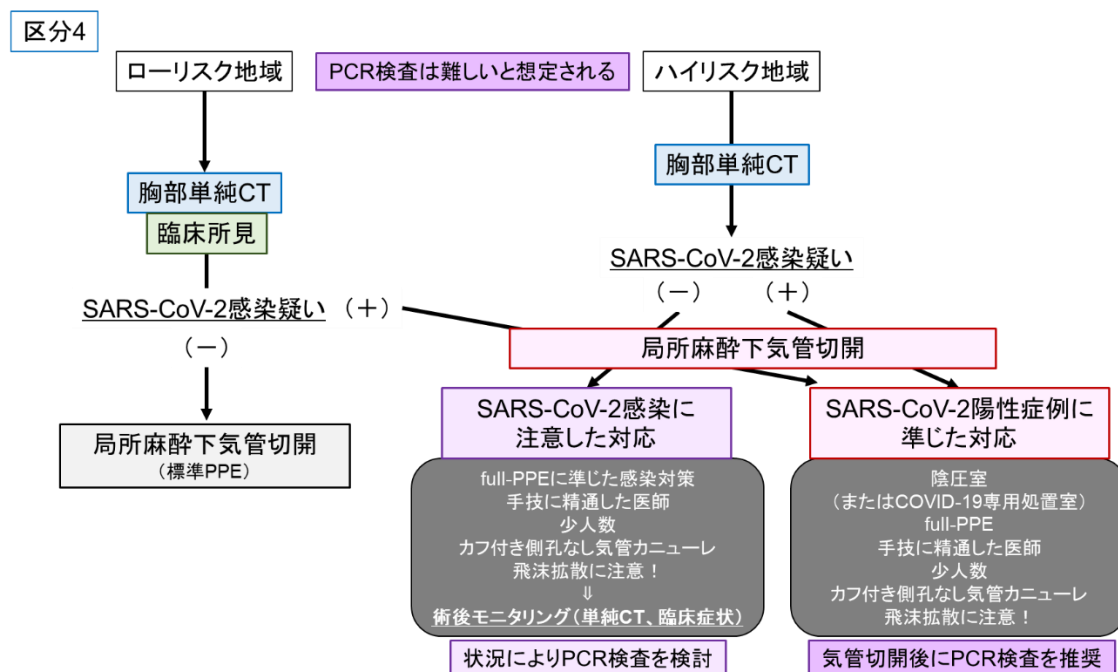 区分4
ローリスク地域
PCR検査は難しいと想定される
ハイリスク地域
胸部単純CT
臨床所見
胸部単純CT
SARS-CoV-2感染疑い
（－）
（＋）
SARS-CoV-2感染疑い （＋）
（－）
局所麻酔下気管切開
局所麻酔下気管切開
（標準PPE）
SARS-CoV-2感染に
注意した対応
full-PPEに準じた感染対策
手技に精通した医師
少人数
カフ付き側孔なし気管カニューレ
飛沫拡散に注意！
⇓
術後モニタリング（単純CT、臨床症状）
状況によりPCR検査を検討
SARS-CoV-2陽性症例に
準じた対応
陰圧室
（またはCOVID-19専用処置室）
full-PPE
手技に精通した医師
少人数
カフ付き側孔なし気管カニューレ
飛沫拡散に注意！
気管切開後にPCR検査を推奨